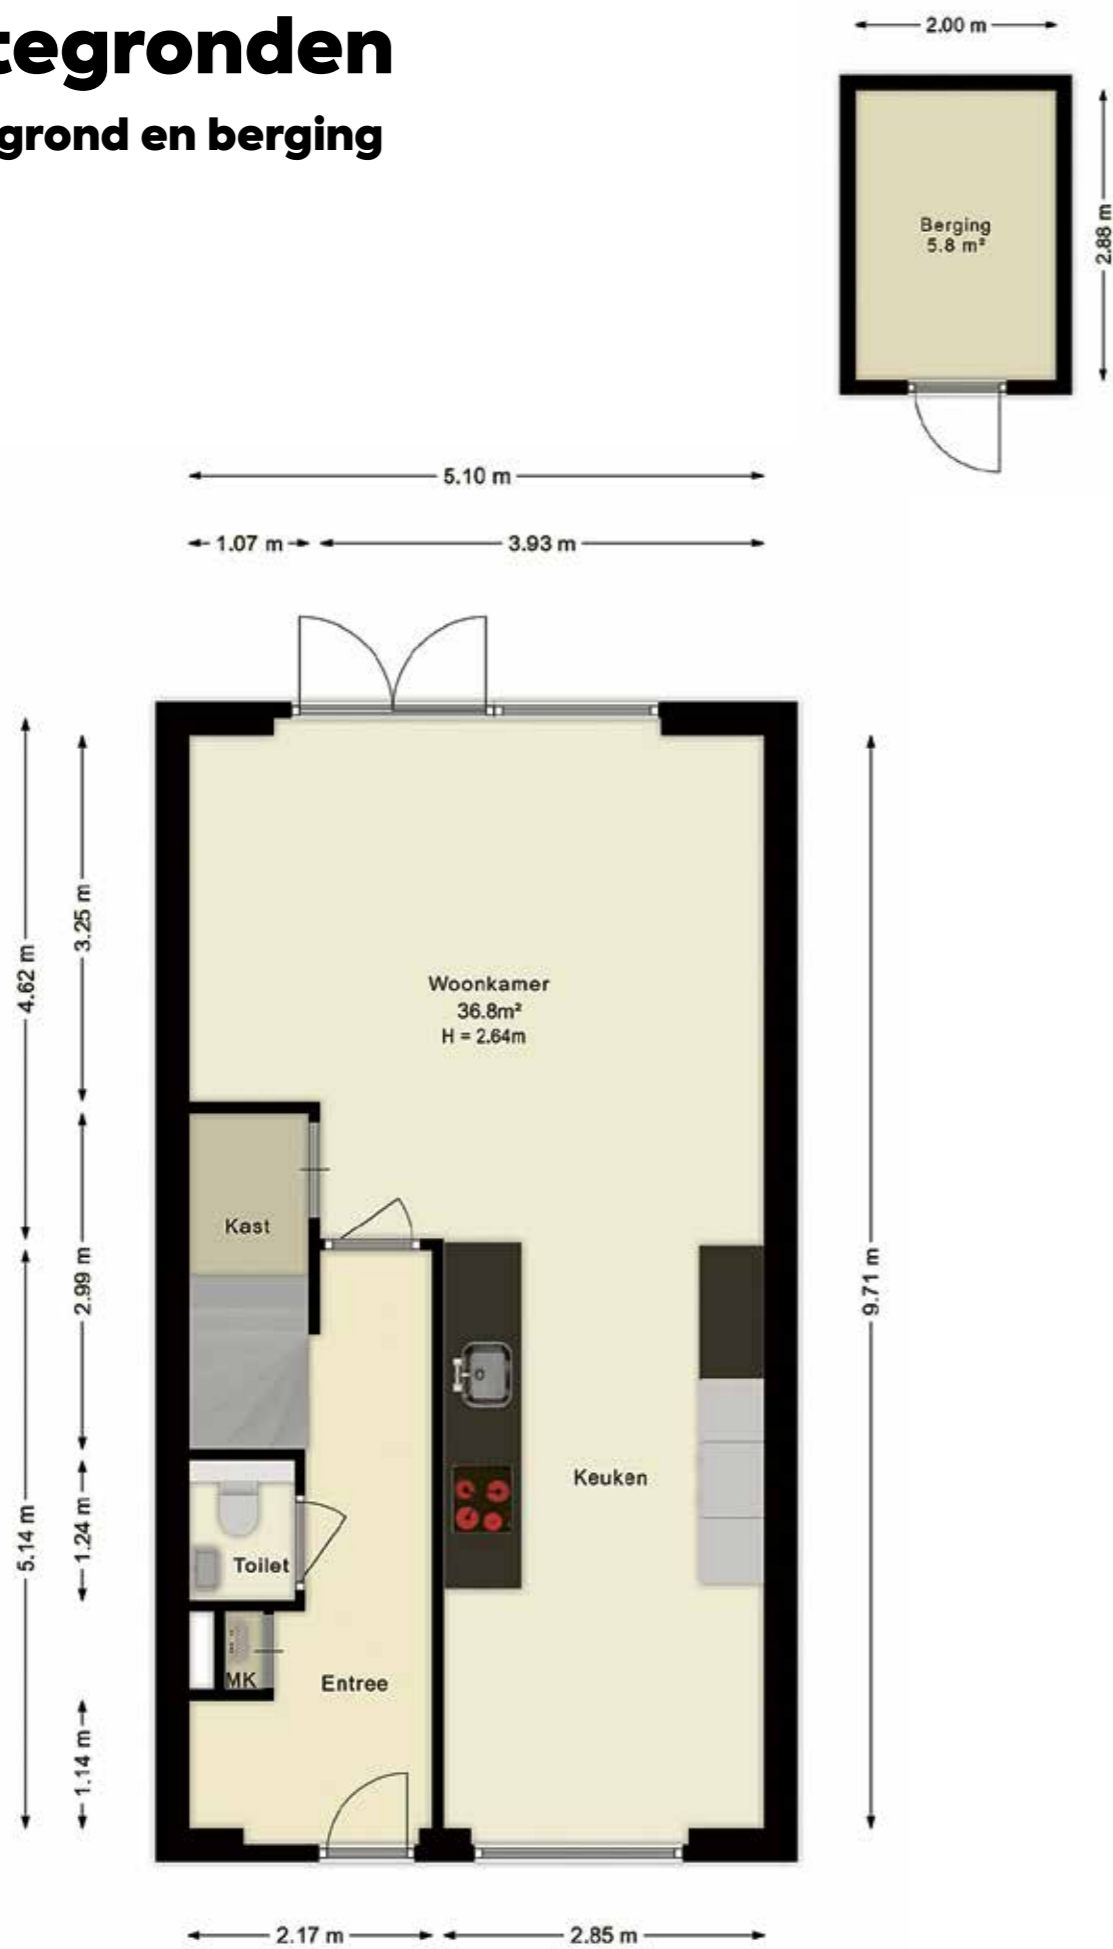 tegronden
grond en berging
2.00 m
Berging
5.8 m²
2.88 m
5.10 m
1.07 m
3.93 m
4.62 m
3.25 m
Woonkamer
36.8m²
H = 2.64m
Kast
2.99 m
9.71 m
Keuken
5.14 m
1.24 m
Toilet
MK
Entree
1.14 m
2.17 m
2.85 m